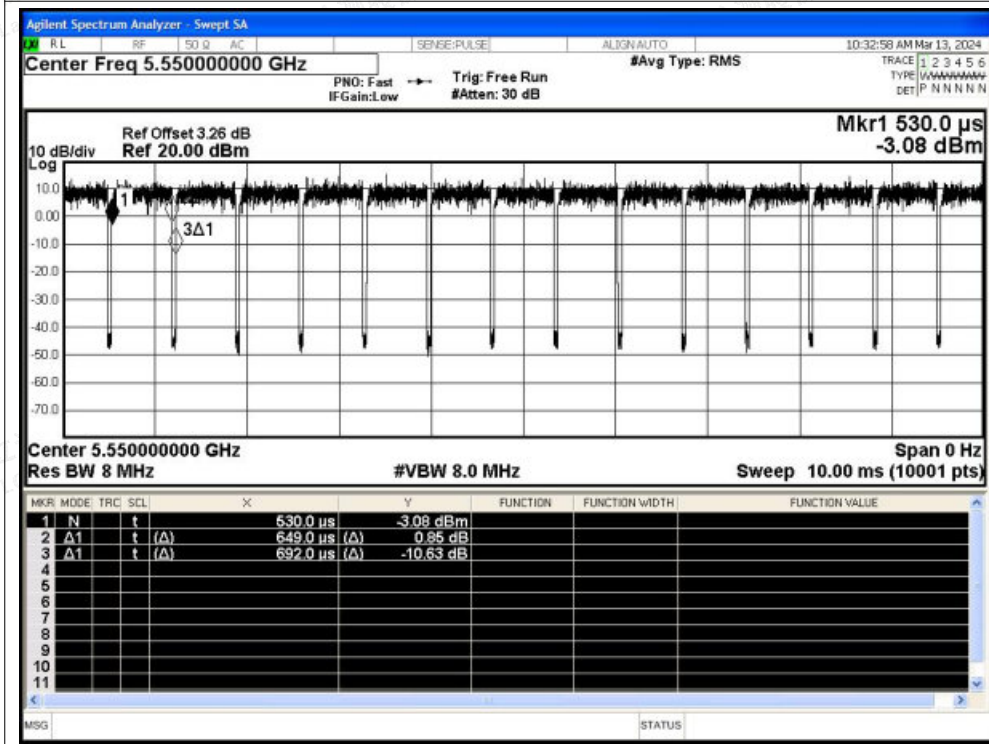 Agilent Spectrum Analyzer - Swept SA
RL RF 50 Ω AC SENSE:PULSE ALIGN AUTO 10:32:58 AM Mar 13, 2024
Center Freq 5.550000000 GHz #Avg Type: RMS TRACE 1 2 3 4 5 6
PNO: Fast Trig: Free Run TYPE
IFGain:Low #Atten: 30 dB DET P N N N N N
Mkr1 530.0 µs
Ref Offset 3.26 dB
10 dB/div Ref 20.00 dBm -3.08 dBm
Log
10.0
1
0.00
3Δ1
-10.0
-20.0
-30.0
-40.0
-50.0
-60.0
-70.0
Center 5.550000000 GHz Span 0 Hz
Res BW 8 MHz #VBW 8.0 MHz Sweep 10.00 ms (10001 pts)
MKR MODE TRC SCL X Y FUNCTION FUNCTION WIDTH FUNCTION VALUE
1 N t 530.0 µs -3.08 dBm
2 Δ1 t (Δ) 649.0 µs (Δ) 0.85 dB
3 Δ1 t (Δ) 692.0 µs (Δ) -10.63 dB
4
5
6
7
8
9
10
11
MSG STATUS